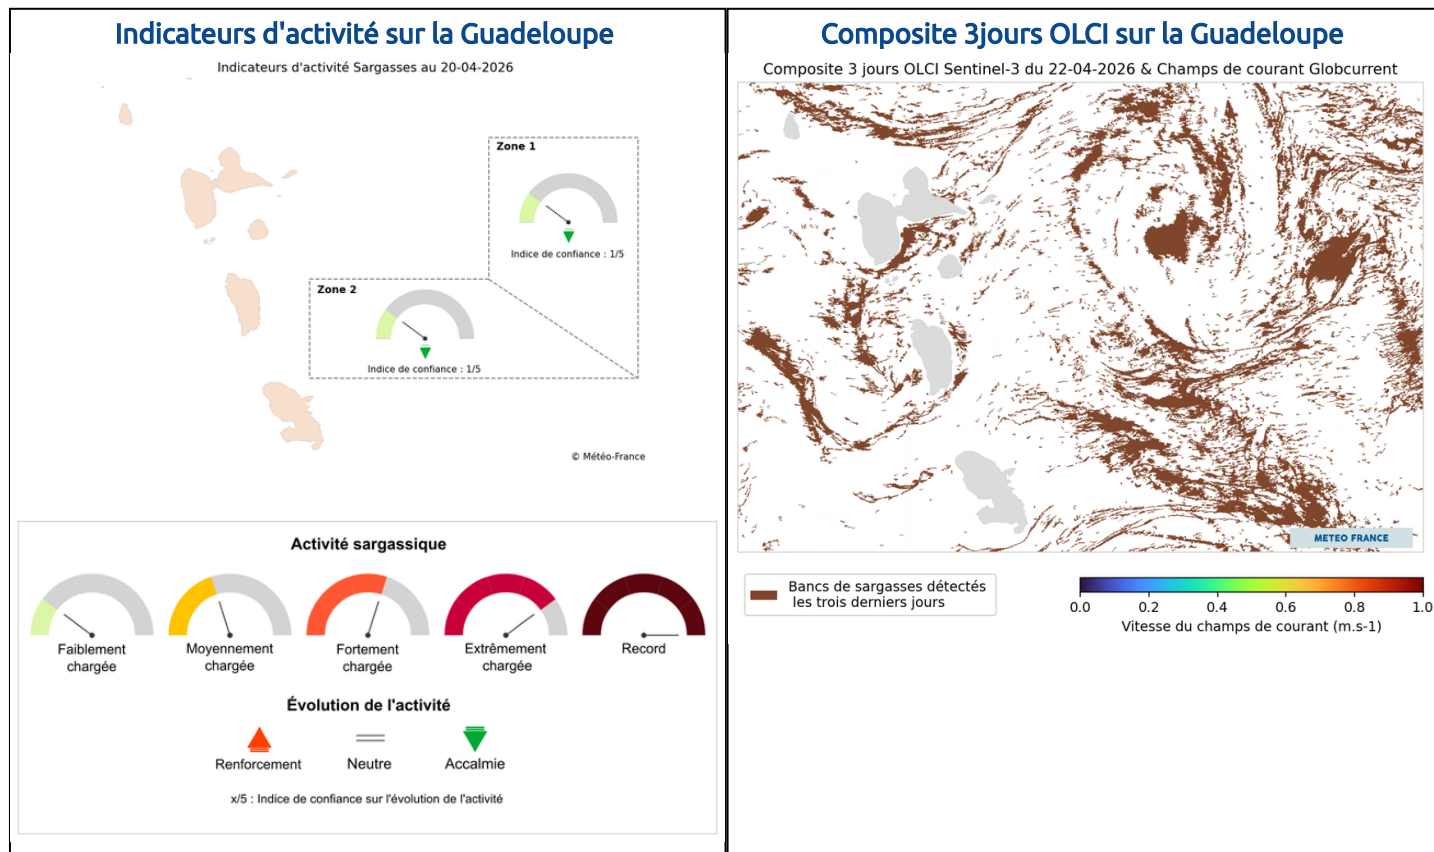 Indicateurs d'activité sur la Guadeloupe
Indicateurs d'activité Sargasses au 20-04-2026
Zone 1
Indice de confiance : 1/5
Zone 2
Indice de confiance : 1/5
© Météo-France
Activité sargassique
Faiblement
chargée
Moyennement
chargée
Fortement
chargée
Extrêmement
chargée
Record
Évolution de l'activité
Renforcement
Neutre
Accalmie
x/5 : Indice de confiance sur l'évolution de l'activité
Composite 3jours OLCI sur la Guadeloupe
Composite 3 jours OLCI Sentinel-3 du 22-04-2026 & Champs de courant Globcurrent
METEO FRANCE
Bancs de sargasses détectés
les trois derniers jours
0.0 0.2 0.4 0.6 0.8 1.0
Vitesse du champs de courant (m.s-1)